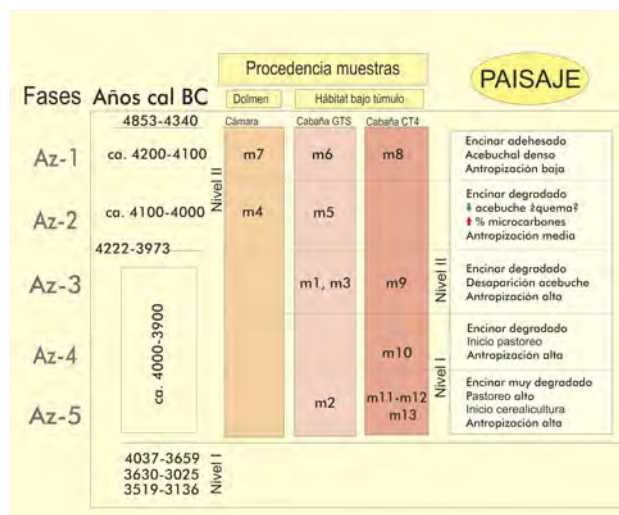 Procedencia muestras
PAISAJE
Fases Años cal BC
Dolmen
Hábitat bajo túmulo
4853-4340
Cámara
Cabaña GTS
Cabaña CT4
Az-1
ca. 4200-4100
m7
m6
m8
Encinar adehesado
Acebuchal denso
Antropización baja
Nivel II
Az-2
ca. 4100-4000
m4
m5
Encinar degradado
acebuche ¿quema?
% microcarbones
Antropización media
4222-3973
Az-3
m1, m3
m9
Nivel II
Encinar degradado
Desaparición acebuche
Antropización alta
ca. 4000-3900
Az-4
m10
Nivel I
Encinar degradado
Inicio pastoreo
Antropización alta
Az-5
m2
m11-m12
m13
Encinar muy degradado
Pastoreo alto
Inicio cerealicultura
Antropización alta
4037-3659
3630-3025
3519-3136
Nivel I